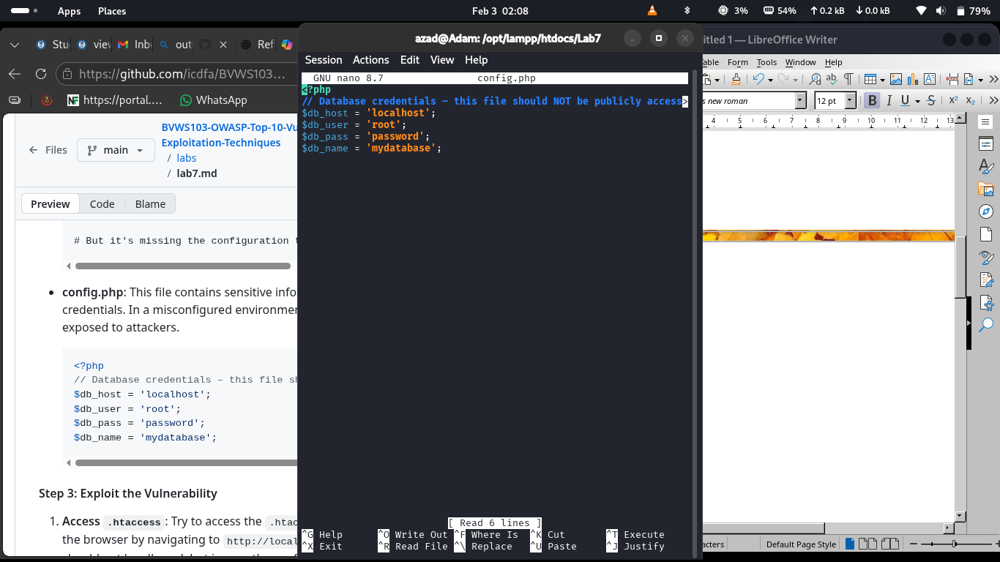 Apps Places Feb 3 02:08 3% 54% 0.2 kB 0.0 kB 79%
Stu view Inb out Ref
https://github.com/icdfa/BVWS103...
https://portal.... WhatsApp
BVWS103-OWASP-Top-10-Vu
Exploitation-Techniques
Files main
/ labs
/ lab7.md
Preview Code Blame
# But it's missing the configuration t
config.php: This file contains sensitive info
credentials. In a misconfigured environmen
exposed to attackers.
<?php
// Database credentials – this file sh
$db_host = 'localhost';
$db_user = 'root';
$db_pass = 'password';
$db_name = 'mydatabase';
Step 3: Exploit the Vulnerability
1. Access .htaccess: Try to access the .htac
the browser by navigating to http://local
azad@Adam: /opt/lampp/htdocs/Lab7
Session Actions Edit View Help
GNU nano 8.7 config.php
<?php
// Database credentials – this file should NOT be publicly access>
$db_host = 'localhost';
$db_user = 'root';
$db_pass = 'password';
$db_name = 'mydatabase';
[ Read 6 lines ]
^G Help ^O Write Out ^F Where Is ^K Cut ^T Execute
^X Exit ^R Read File ^\ Replace ^U Paste ^J Justify
titled 1 — LibreOffice Writer
able Form Tools Window Help
s new roman 12 pt B I U S X² X₂
4 5 6 7 8 9 10 11 12 13
acters Default Page Style